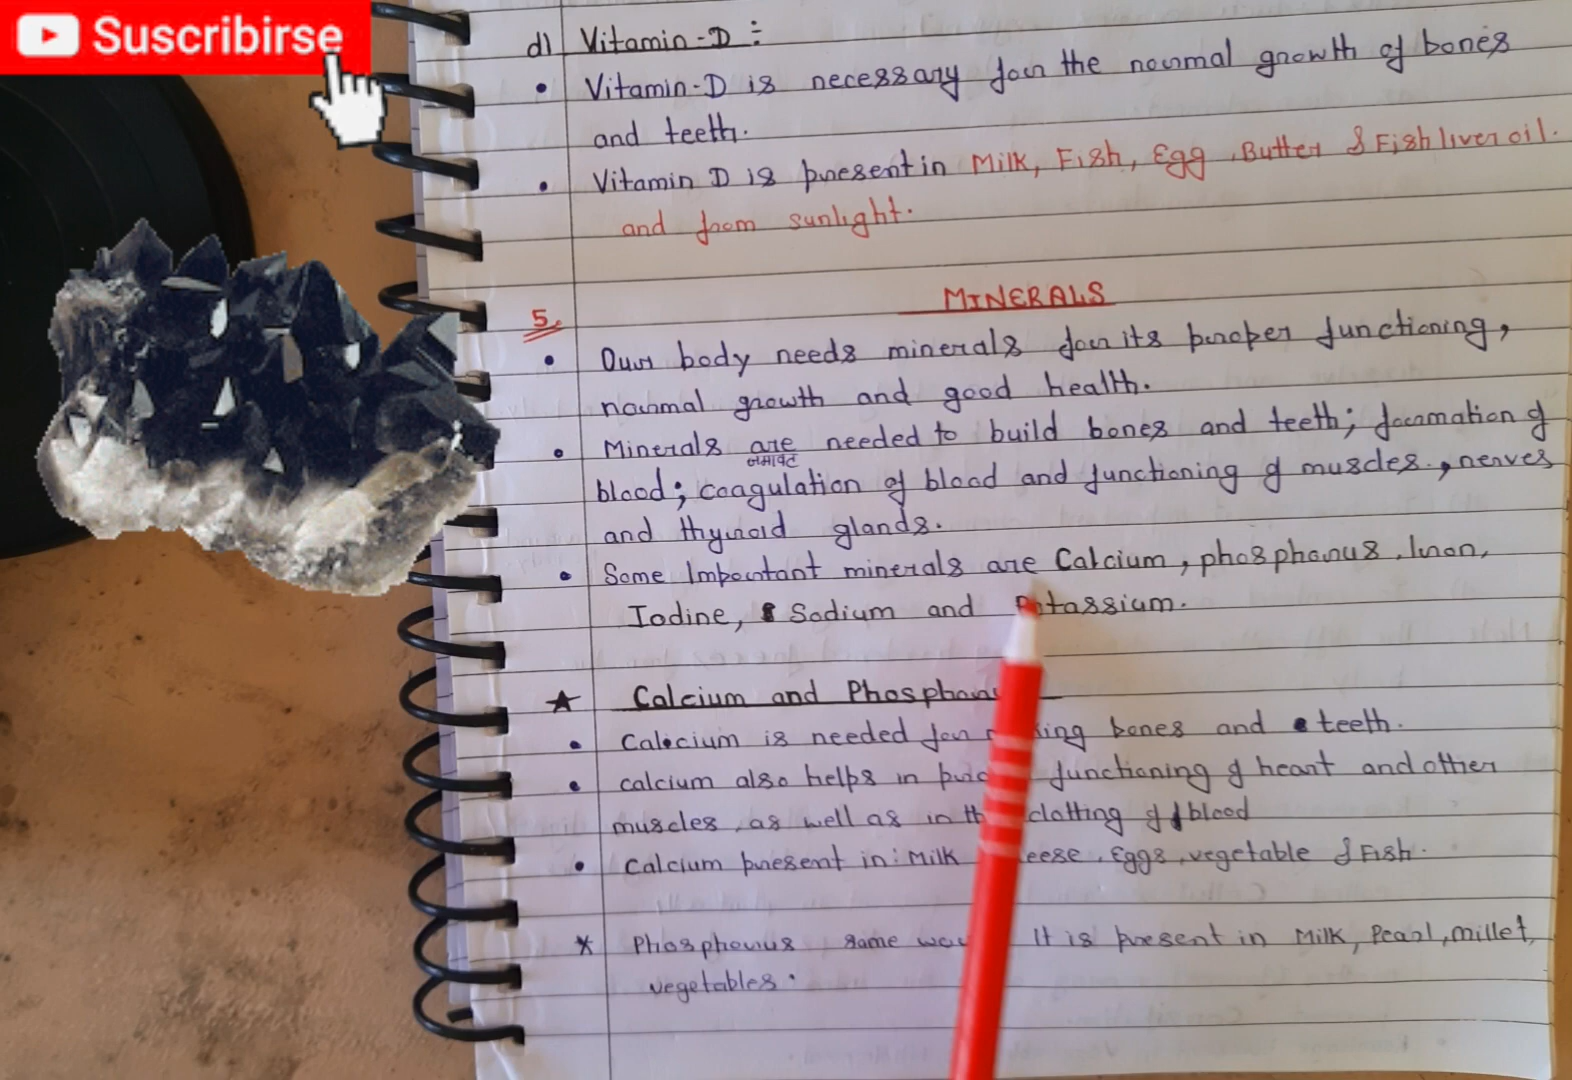 Suscribirse
d) Vitamin-D :
• Vitamin-D is necessary for the normal growth of bones
and teeth.
• Vitamin D is present in Milk, Fish, Egg, Butter & Fish liver oil.
and from sunlight.
MINERALS
5.
• Our body needs minerals for its proper functioning,
normal growth and good health.
• Minerals are needed to build bones and teeth; formation of
जमावट
blood; coagulation of blood and functioning of muscles., nerves
and thyroid glands.
• Some Important minerals are Calcium, phosphorus, Iron,
Iodine, Sodium and Potassium.
★ Calcium and Phosphoru
• Calcium is needed for king bones and teeth.
• calcium also helps in functioning of heart and other
muscles, as well as in th clotting of blood
• Calcium present in: Milk eese, Eggs, vegetable & Fish.
* Phosphorus same It is present in Milk, Pearl, millet,
vegetables.